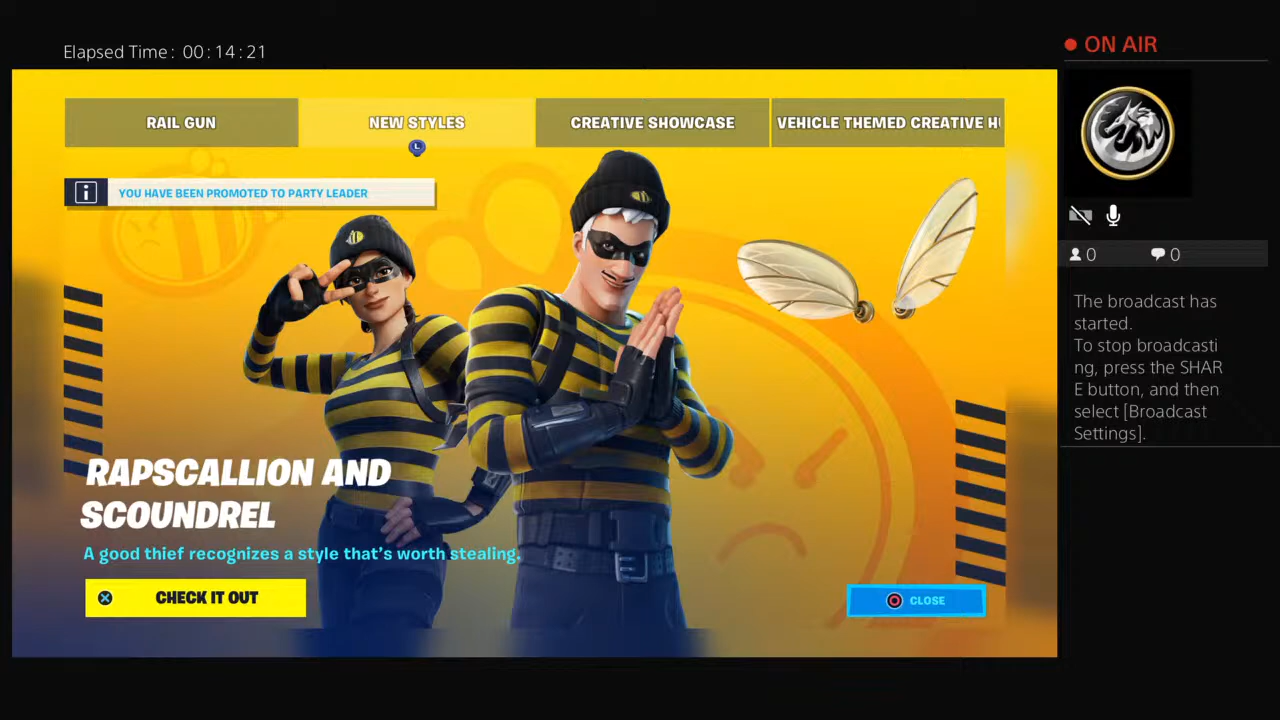 Elapsed Time: 00:14:21
ON AIR
RAIL GUN
NEW STYLES
CREATIVE SHOWCASE
VEHICLE THEMED CREATIVE H
L
i
YOU HAVE BEEN PROMOTED TO PARTY LEADER
0
0
The broadcast has
started.
To stop broadcasti
ng, press the SHAR
E button, and then
select [Broadcast
Settings].
RAPSCALLION AND
SCOUNDREL
A good thief recognizes a style that's worth stealing.
CHECK IT OUT
CLOSE